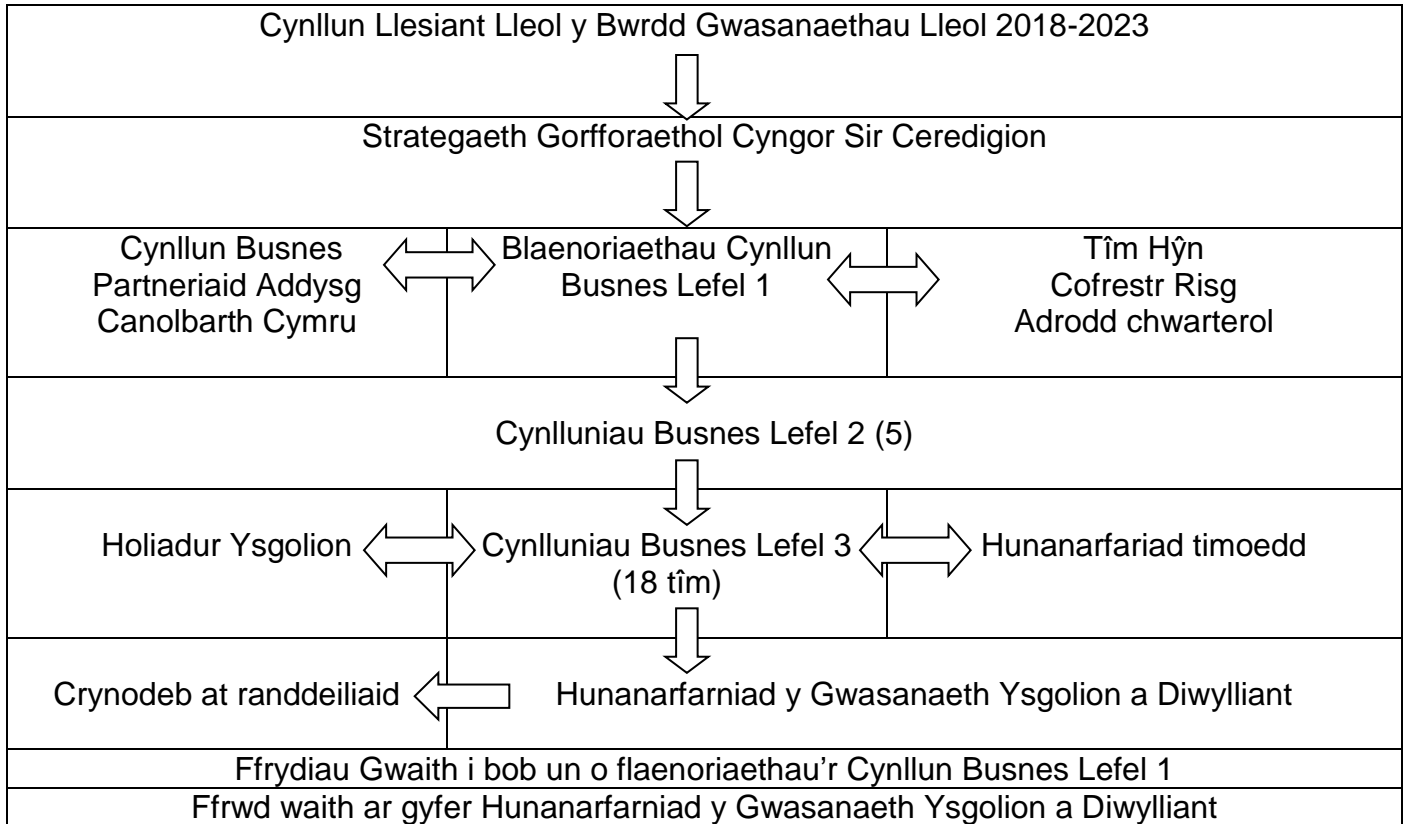 Cynllun Llesiant Lleol y Bwrdd Gwasanaethau Lleol 2018-2023
Strategaeth Gorfforaethol Cyngor Sir Ceredigion
Cynllun Busnes
Partneriaid Addysg
Canolbarth Cymru
Blaenoriaethau Cynllun
Busnes Lefel 1
Tîm Hŷn
Cofrestr Risg
Adrodd chwarterol
Cynlluniau Busnes Lefel 2 (5)
Holiadur Ysgolion
Cynlluniau Busnes Lefel 3
(18 tîm)
Hunanarfariad timoedd
Crynodeb at randdeiliaid
Hunanarfarniad y Gwasanaeth Ysgolion a Diwylliant
Ffrydiau Gwaith i bob un o flaenoriaethau'r Cynllun Busnes Lefel 1
Ffrwd waith ar gyfer Hunanarfarniad y Gwasanaeth Ysgolion a Diwylliant